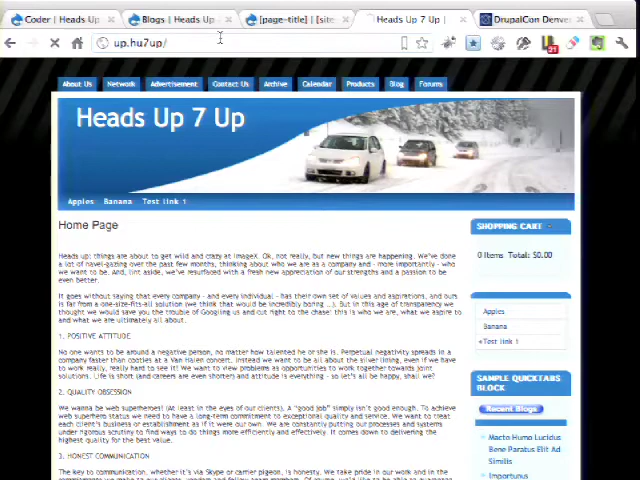 Coder | Heads Up
Blogs | Heads Up
[page-title] | [site
Heads Up 7 Up |
DrupalCon Denver
up.hu7up/
21
About Us
Network
Advertisement
Contact Us
Archive
Calendar
Products
Blog
Forums
Heads Up 7 Up
Apples
Banana
Test link 1
Home Page
Heads up: things are about to get wild and crazy at ImageX. Ok, not really, but new things are happening. We've done
a lot of navel-gazing over the past few months, thinking about who we are as a company and - more importantly - who
we want to be. And, lint aside, we've resurfaced with a fresh new appreciation of our strengths and a passion to be
even better.
It goes without saying that every company - and every individual - has their own set of values and aspirations, and ours
is far from a one-size-fits-all solution (we think that would be incredibly boring ...). But in this age of transparency we
thought we would save you the trouble of Googling us and cut right to the chase: this is who we are, what we aspire to
and what we are ultimately all about.
1. POSITIVE ATTITUDE
No one wants to be around a negative person, no matter how talented he or she is. Perpetual negativity spreads in a
company faster than cooties at a Van Halen concert. Instead we want to be all about the silver lining, even if we have
to work really, really hard to see it! We want to view problems as opportunities to work together towards joint
solutions. Life is short (and careers are even shorter) and attitude is everything - so let's all be happy, shall we?
2. QUALITY OBSESSION
We wanna be web superheroes! (At least in the eyes of our clients). A "good job" simply isn't good enough. To achieve
web superhero status we need to have a long-term commitment to exceptional quality and service. We want to treat
each client's business or establishment as if it were our own. We are constantly putting our processes and systems
under rigorous scrutiny to find ways to do things more efficiently and effectively. It comes down to delivering the
highest quality for the best value.
3. HONEST COMMUNICATION
The key to communication, whether it's via Skype or carrier pigeon, is honesty. We take pride in our work and in the
SHOPPING CART
0 Items Total: $0.00
Apples
Banana
Test link 1
SAMPLE QUICKTABS
BLOCK
Recent Blogs
Macto Humo Lucidus
Bene Paratus Elit Ad
Similis
Importunus